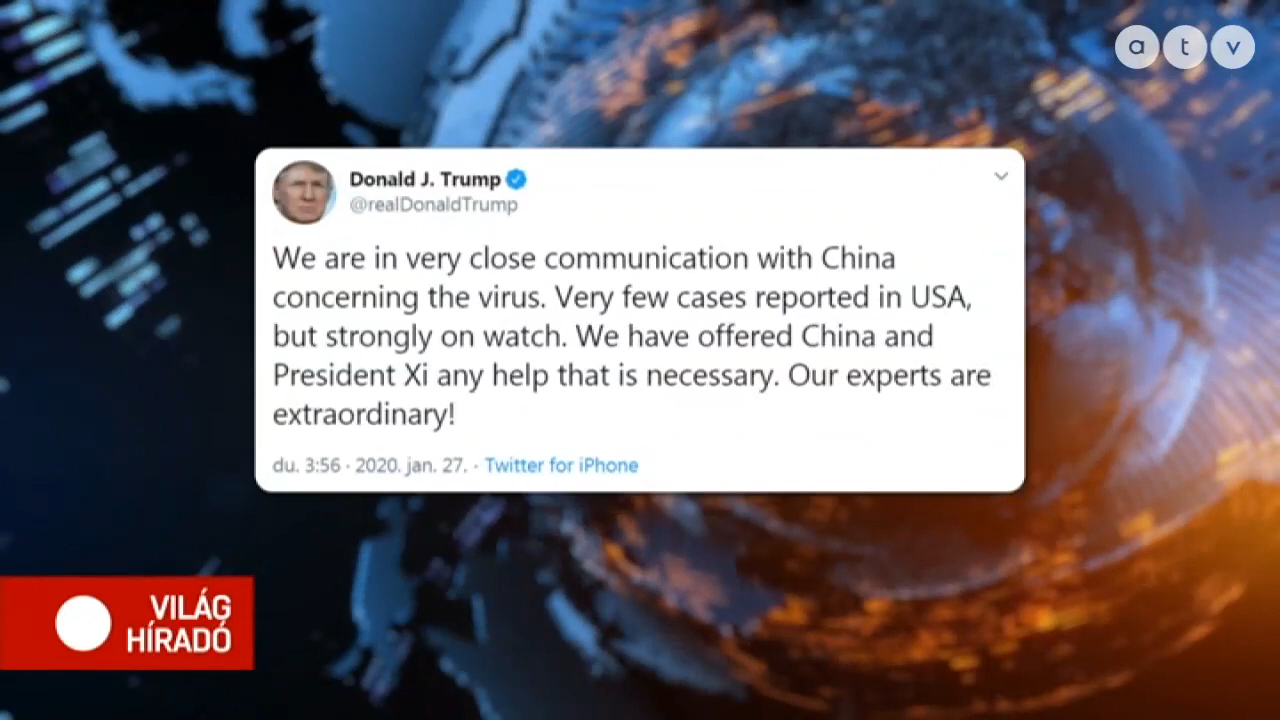 a t v
Donald J. Trump
@realDonaldTrump
We are in very close communication with China
concerning the virus. Very few cases reported in USA,
but strongly on watch. We have offered China and
President Xi any help that is necessary. Our experts are
extraordinary!
du. 3:56 · 2020. jan. 27. · Twitter for iPhone
VILÁG
HÍRADÓ